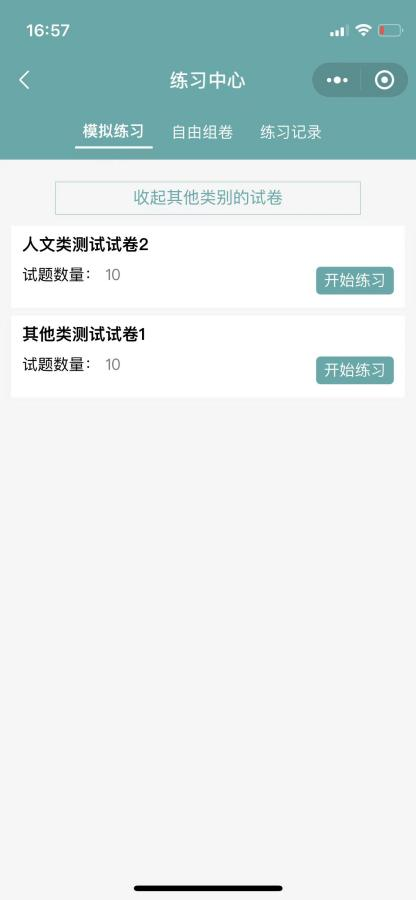 16:57
练习中心
模拟练习 自由组卷 练习记录
收起其他类别的试卷
人文类测试试卷2
试题数量： 10
开始练习
其他类测试试卷1
试题数量： 10
开始练习